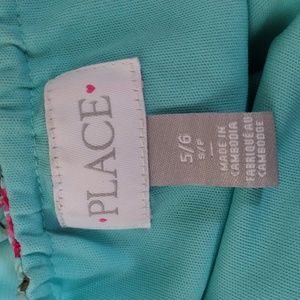 PLACE
5/6
S/P
MADE IN
CAMBODIA
FABRIQUÉ AU
CAMBODGE